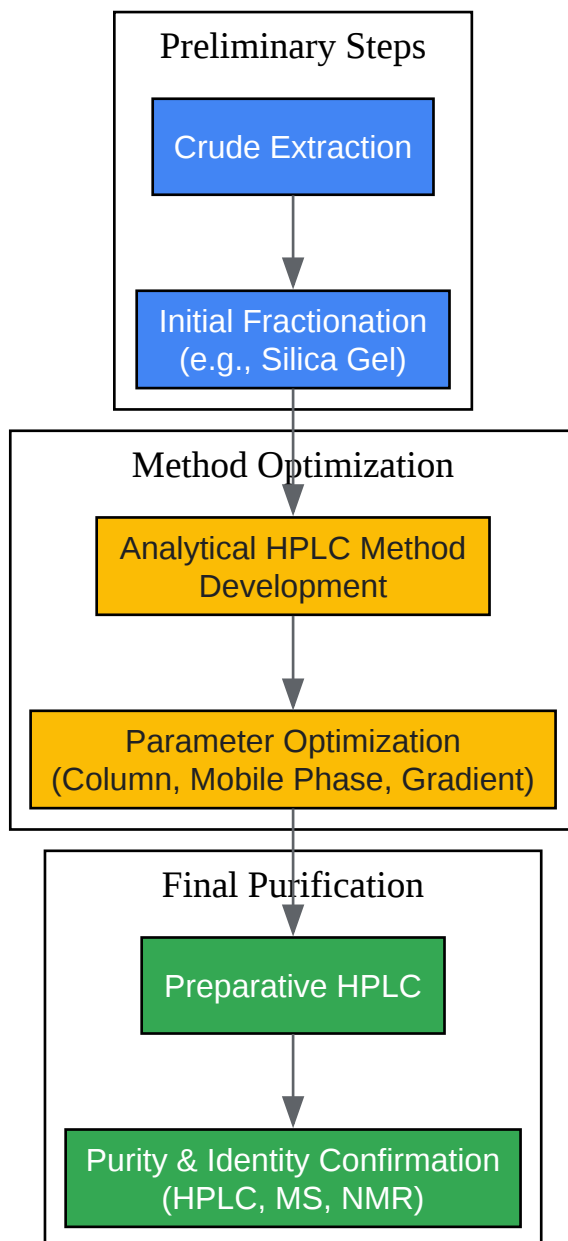 Preliminary Steps
Crude Extraction
Initial Fractionation
(e.g., Silica Gel)
Method Optimization
Analytical HPLC Method
Development
Parameter Optimization
(Column, Mobile Phase, Gradient)
Final Purification
Preparative HPLC
Purity & Identity Confirmation
(HPLC, MS, NMR)